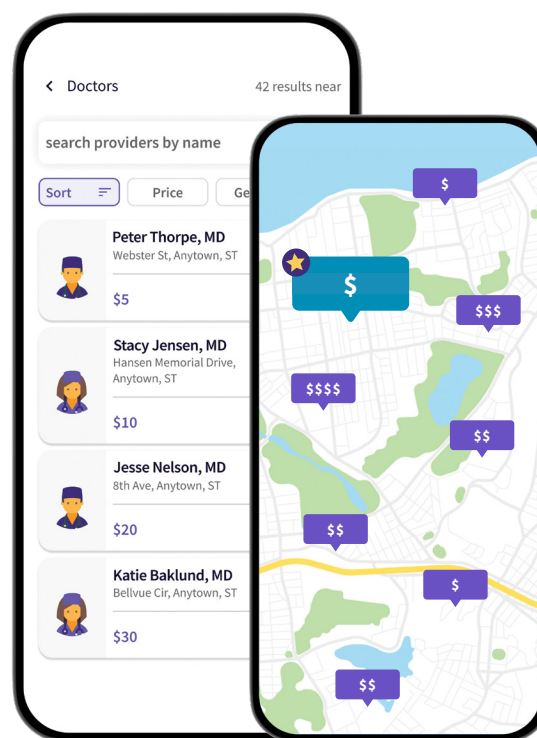 Doctors
42 results near
search providers by name
Sort
Price
Ge
Peter Thorpe, MD
Webster St, Anytown, ST
$5
Stacy Jensen, MD
Hansen Memorial Drive,
Anytown, ST
$10
Jesse Nelson, MD
8th Ave, Anytown, ST
$20
Katie Baklund, MD
Bellvue Cir, Anytown, ST
$30
$
$
$$$
$$$$
$$
$$
$
$$